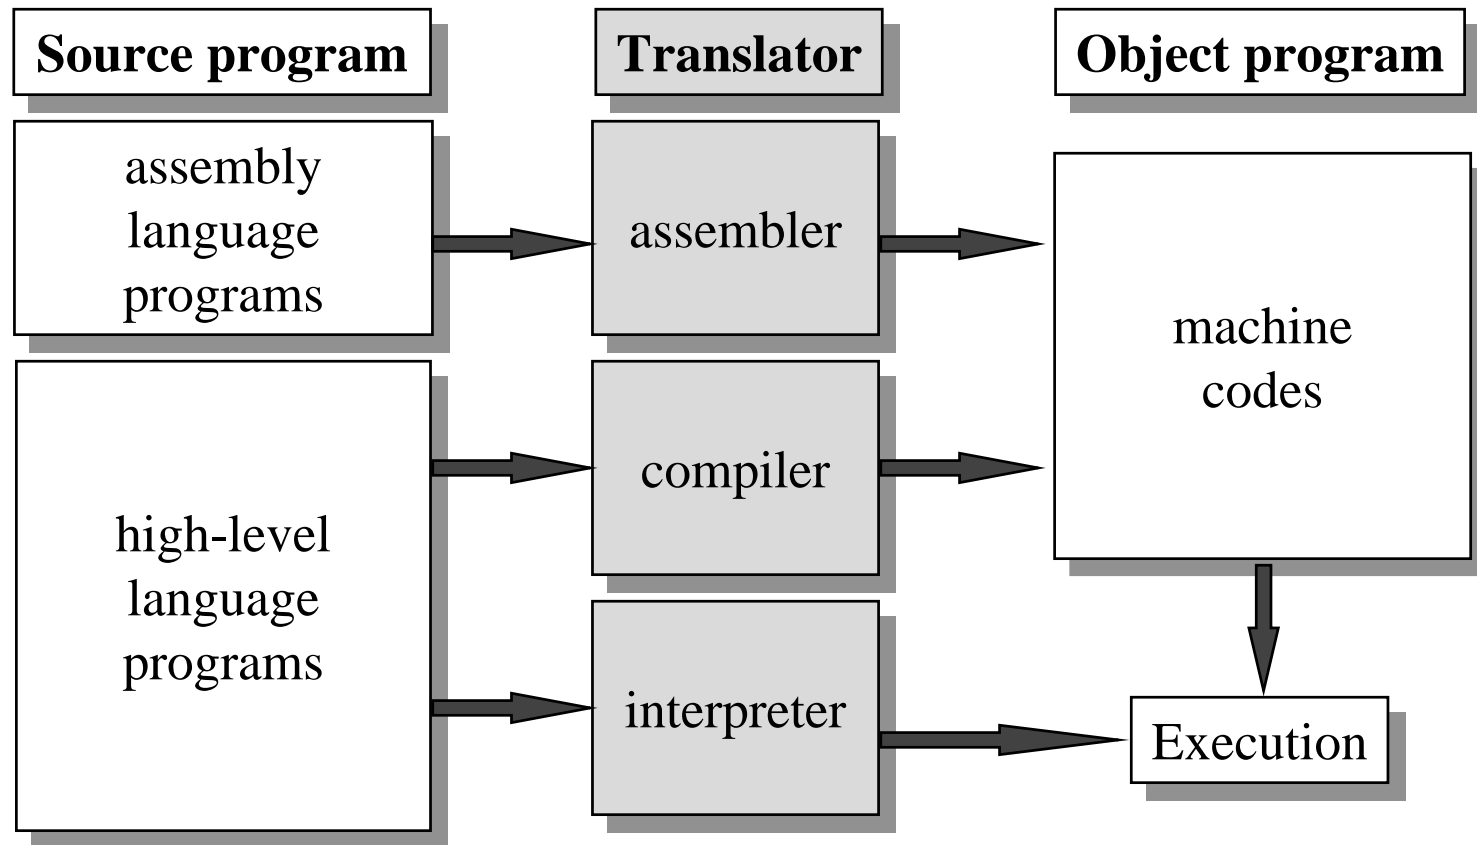 Source program
Translator
Object program
assembly
language
programs
assembler
machine
codes
compiler
high-level
language
programs
interpreter
Execution